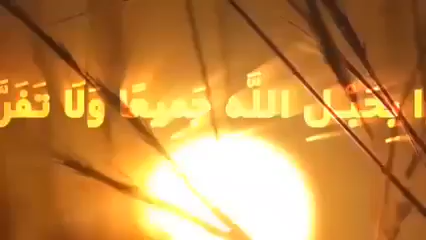 ا بِحَبْلِ اللَّهِ جَمِيعًا وَلَا تَفَرَّ